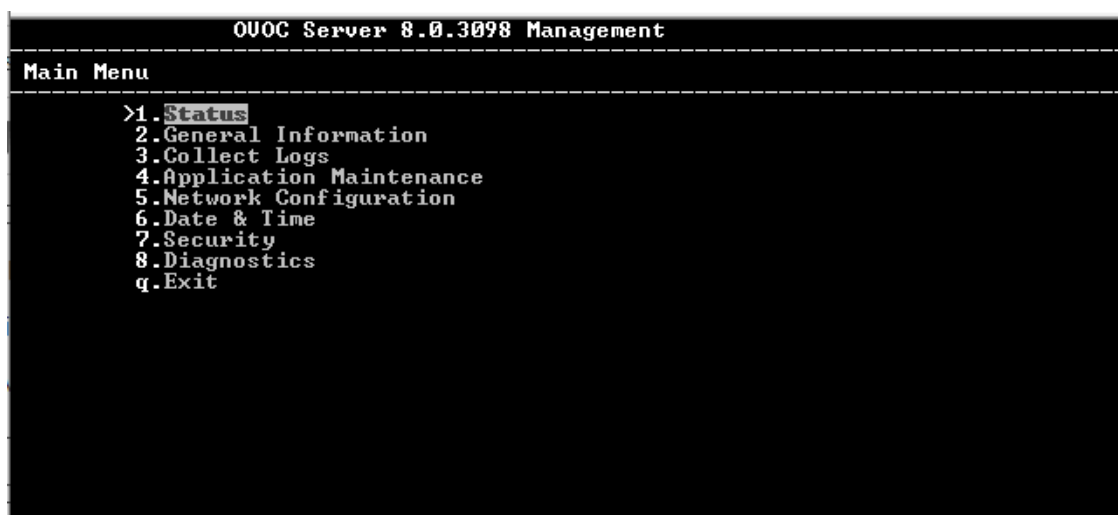 OVOC Server 8.0.3098 Management
Main Menu
>1.Status
2.General Information
3.Collect Logs
4.Application Maintenance
5.Network Configuration
6.Date & Time
7.Security
8.Diagnostics
q.Exit